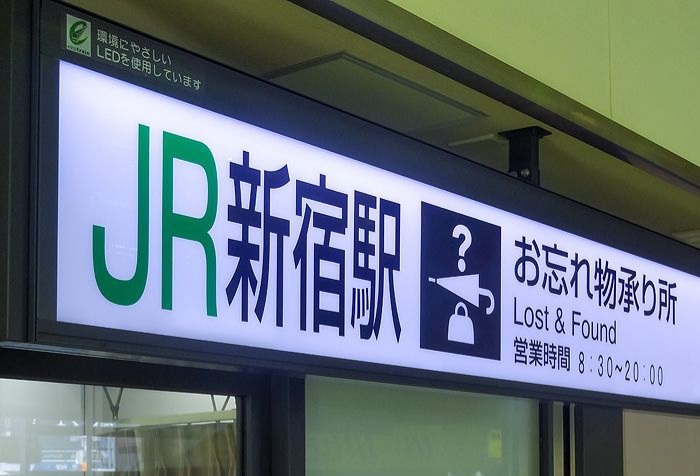 ecotrain
環境にやさしい
LEDを使用しています
JR新宿駅
?
お忘れ物承り所
Lost & Found
営業時間 8:30~20:00